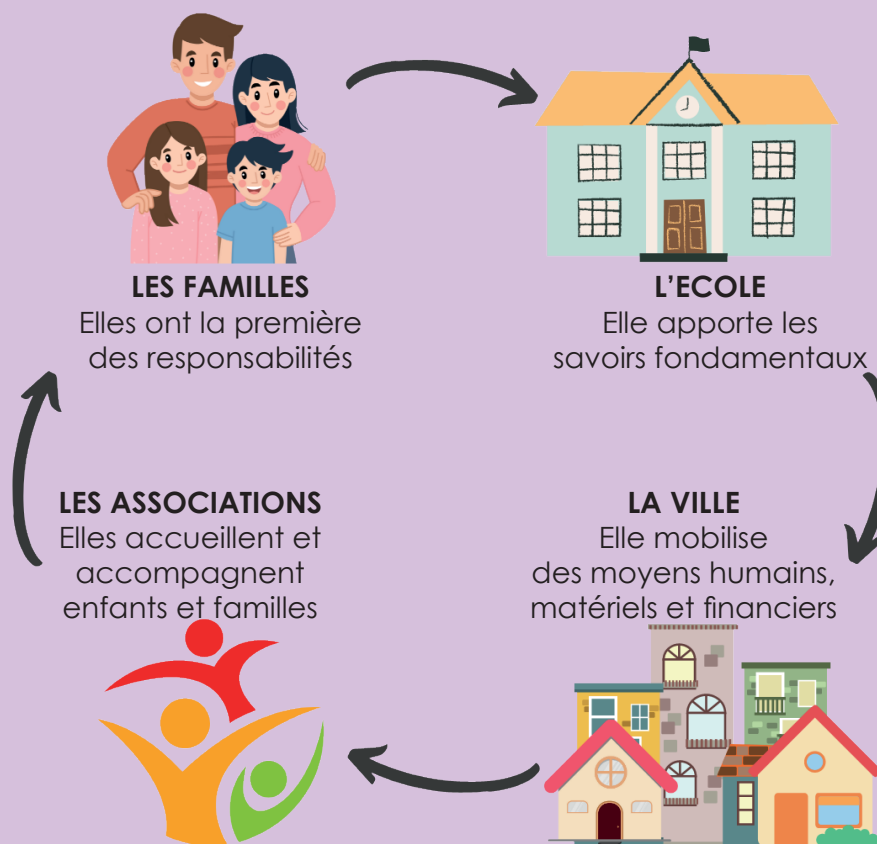 LES FAMILLES
Elles ont la première
des responsabilités
L'ECOLE
Elle apporte les
savoirs fondamentaux
LES ASSOCIATIONS
Elles accueillent et
accompagnent
enfants et familles
LA VILLE
Elle mobilise
des moyens humains,
matériels et financiers